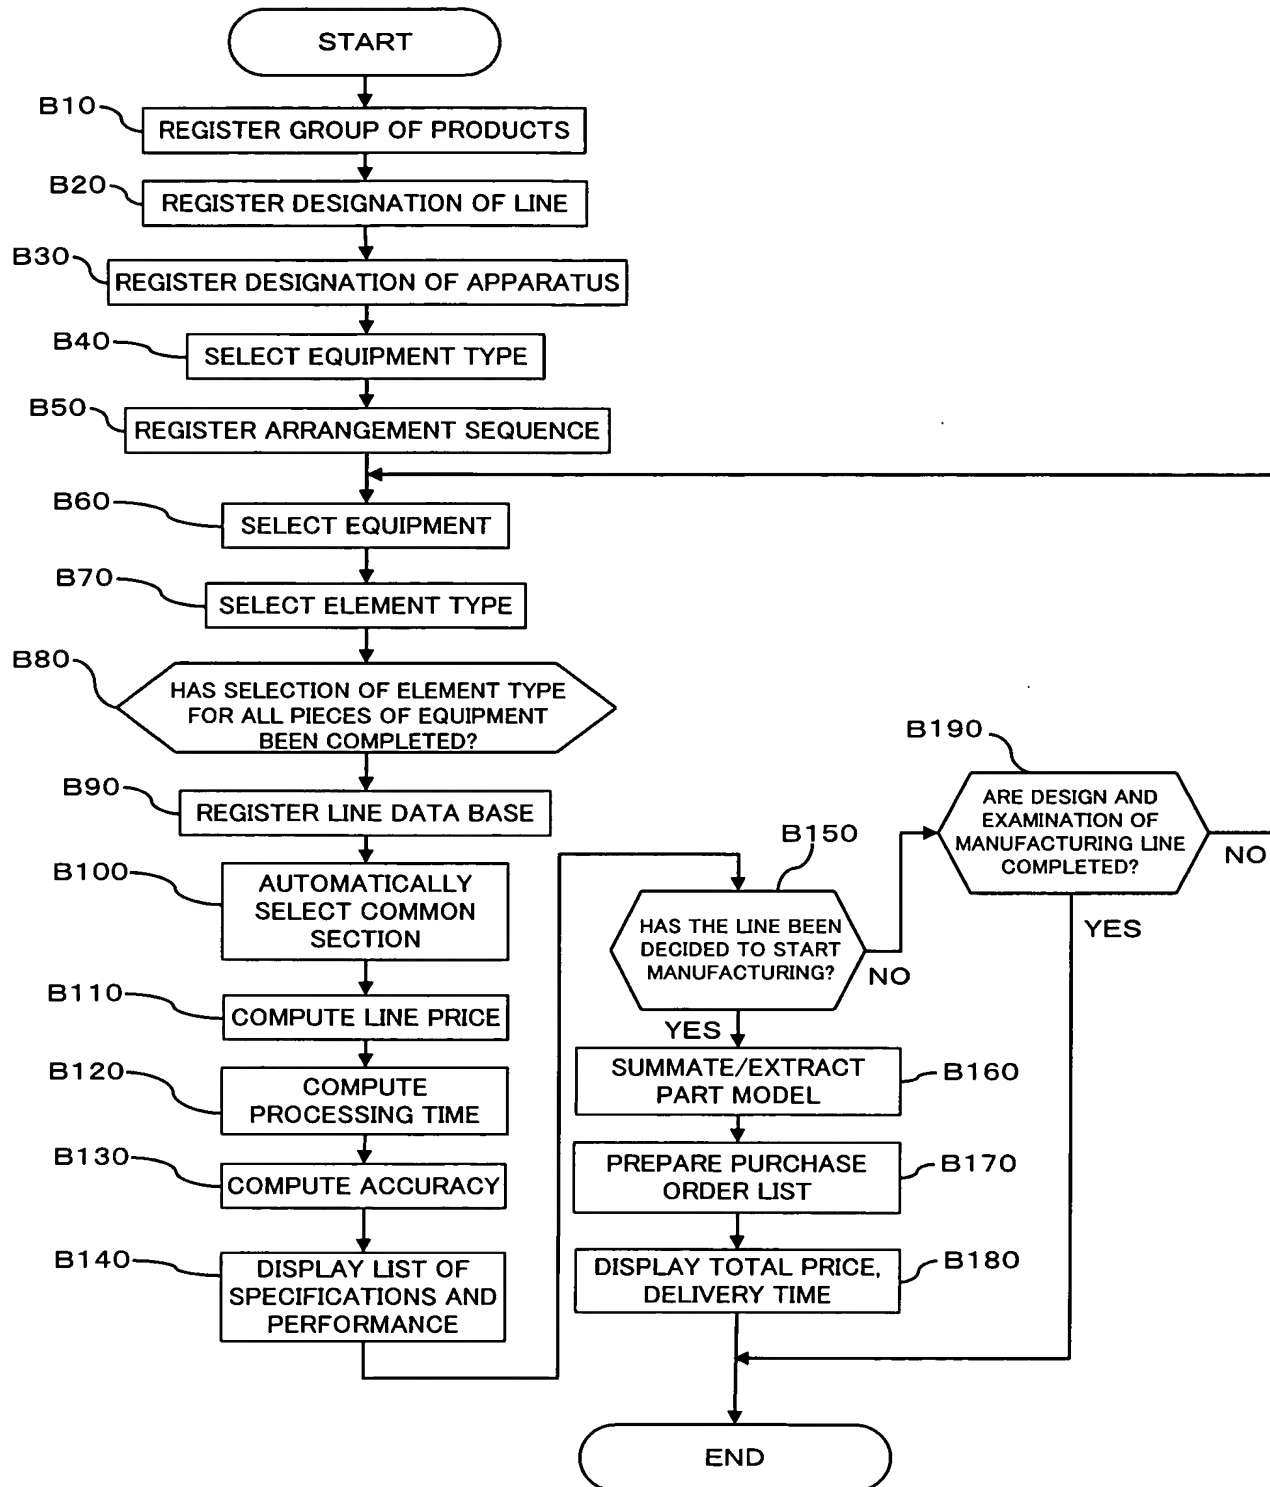 START
B10
REGISTER GROUP OF PRODUCTS
B20
REGISTER DESIGNATION OF LINE
B30
REGISTER DESIGNATION OF APPARATUS
B40
SELECT EQUIPMENT TYPE
B50
REGISTER ARRANGEMENT SEQUENCE
B60
SELECT EQUIPMENT
B70
SELECT ELEMENT TYPE
B80
HAS SELECTION OF ELEMENT TYPE
FOR ALL PIECES OF EQUIPMENT
BEEN COMPLETED?
B90
REGISTER LINE DATA BASE
B100
AUTOMATICALLY
SELECT COMMON
SECTION
B110
COMPUTE LINE PRICE
B120
COMPUTE
PROCESSING TIME
B130
COMPUTE ACCURACY
B140
DISPLAY LIST OF
SPECIFICATIONS AND
PERFORMANCE
B150
HAS THE LINE BEEN
DECIDED TO START
MANUFACTURING?
NO
YES
SUMMATE/EXTRACT
PART MODEL
B160
PREPARE PURCHASE
ORDER LIST
B170
DISPLAY TOTAL PRICE,
DELIVERY TIME
B180
B190
ARE DESIGN AND
EXAMINATION OF
MANUFACTURING LINE
COMPLETED?
NO
YES
END